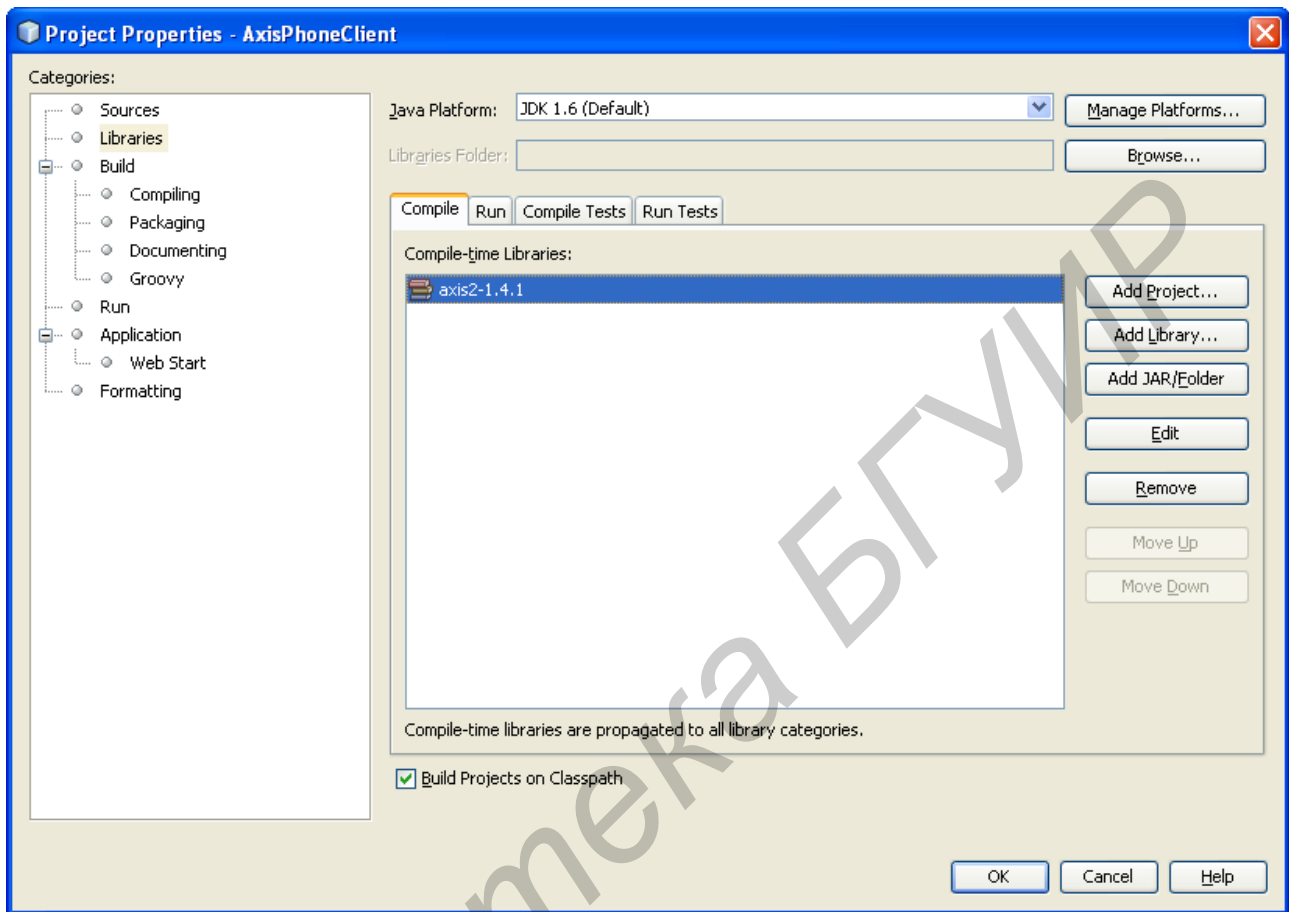 Project Properties - AxisPhoneClient
Categories:
Sources
Libraries
Build
Compiling
Packaging
Documenting
Groovy
Run
Application
Web Start
Formatting
Java Platform: JDK 1.6 (Default) Manage Platforms...
Libraries Folder: Browse...
Compile Run Compile Tests Run Tests
Compile-time Libraries:
axis2-1.4.1
Add Project...
Add Library...
Add JAR/Folder
Edit
Remove
Move Up
Move Down
Compile-time libraries are propagated to all library categories.
Build Projects on Classpath
OK Cancel Help
тека БГУИР